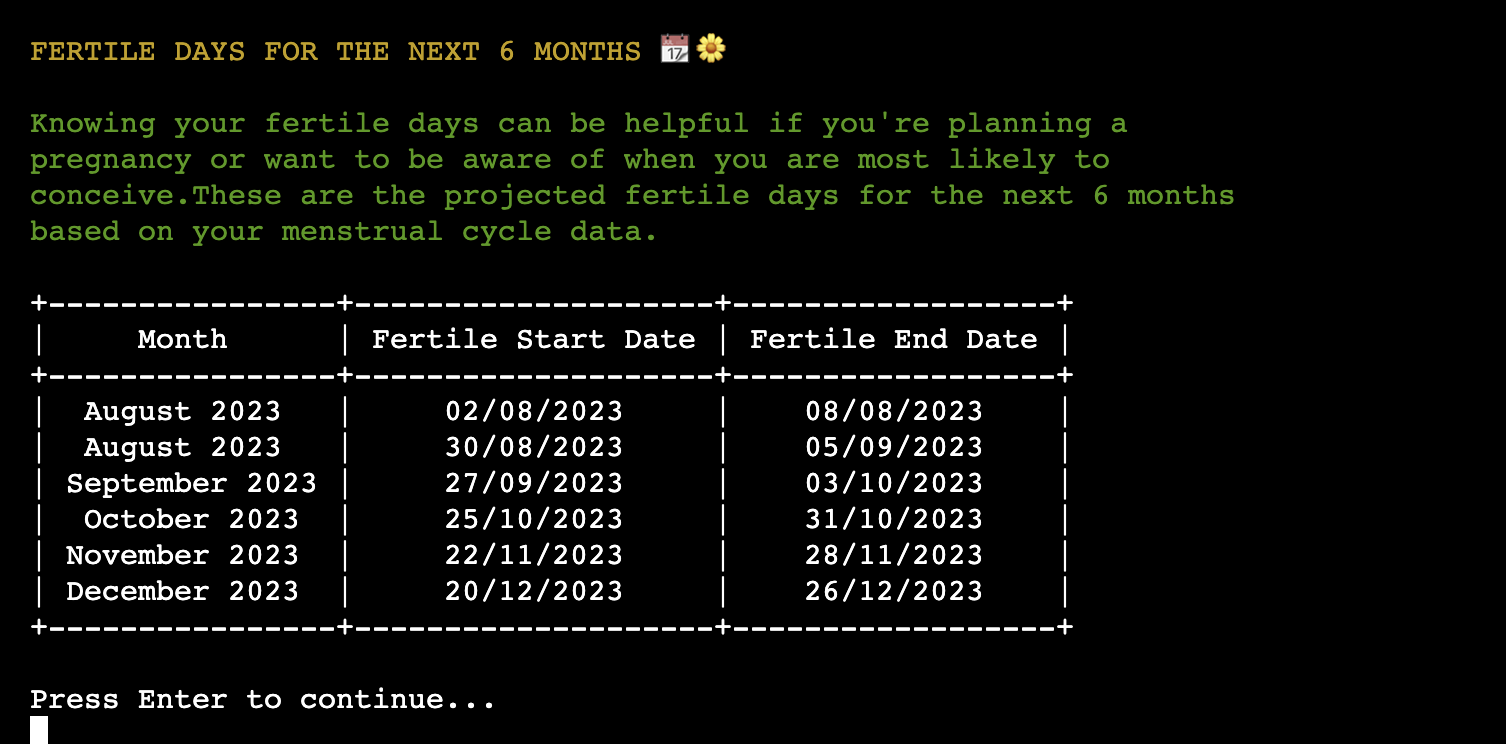 FERTILE DAYS FOR THE NEXT 6 MONTHS 📅🌼
Knowing your fertile days can be helpful if you're planning a
pregnancy or want to be aware of when you are most likely to
conceive.These are the projected fertile days for the next 6 months
based on your menstrual cycle data.
+----------------+--------------------+------------------+
|     Month      | Fertile Start Date | Fertile End Date |
+----------------+--------------------+------------------+
|  August 2023   |     02/08/2023     |    08/08/2023    |
|  August 2023   |     30/08/2023     |    05/09/2023    |
| September 2023 |     27/09/2023     |    03/10/2023    |
|  October 2023  |     25/10/2023     |    31/10/2023    |
| November 2023  |     22/11/2023     |    28/11/2023    |
| December 2023  |     20/12/2023     |    26/12/2023    |
+----------------+--------------------+------------------+
Press Enter to continue...